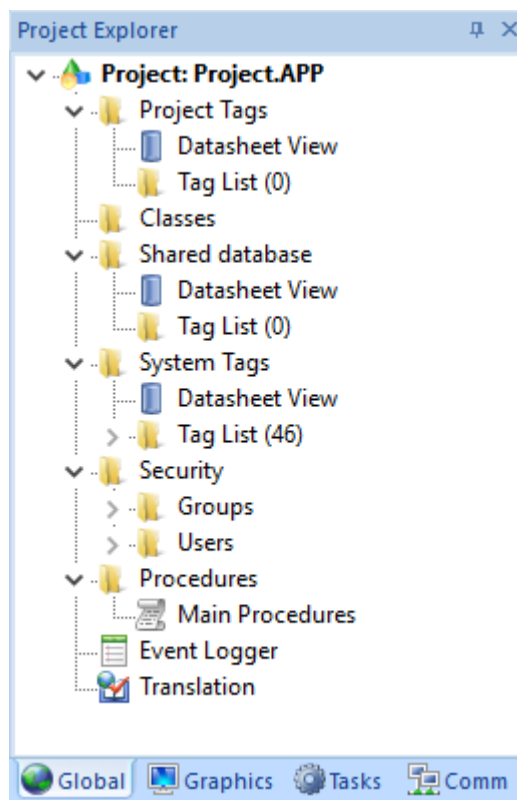 Project Explorer
Project: Project.APP
Project Tags
Datasheet View
Tag List (0)
Classes
Shared database
Datasheet View
Tag List (0)
System Tags
Datasheet View
Tag List (46)
Security
Groups
Users
Procedures
Main Procedures
Event Logger
Translation
Global Graphics Tasks Comm